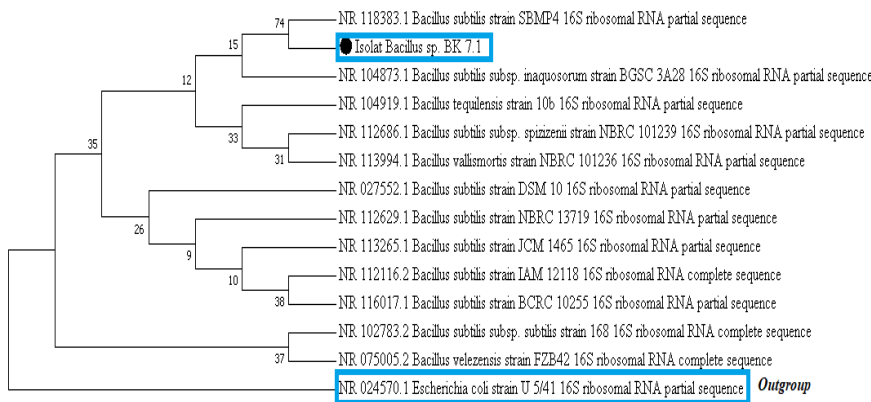 NR 118383.1 Bacillus subtilis strain SBMP4 16S ribosomal RNA partial sequence
74
Isolat Bacillus sp. BK 7.1
15
NR 104873.1 Bacillus subtilis subsp. inaquosorum strain BGSC 3A28 16S ribosomal RNA partial sequence
12
NR 104919.1 Bacillus tequilensis strain 10b 16S ribosomal RNA partial sequence
33
NR 112686.1 Bacillus subtilis subsp. spizizenii strain NBRC 101239 16S ribosomal RNA partial sequence
35
31
NR 113994.1 Bacillus vallismortis strain NBRC 101236 16S ribosomal RNA partial sequence
NR 027552.1 Bacillus subtilis strain DSM 10 16S ribosomal RNA partial sequence
26
NR 112629.1 Bacillus subtilis strain NBRC 13719 16S ribosomal RNA partial sequence
9
NR 113265.1 Bacillus subtilis strain JCM 1465 16S ribosomal RNA partial sequence
10
NR 112116.2 Bacillus subtilis strain IAM 12118 16S ribosomal RNA complete sequence
38
NR 116017.1 Bacillus subtilis strain BCRC 10255 16S ribosomal RNA partial sequence
NR 102783.2 Bacillus subtilis subsp. subtilis strain 168 16S ribosomal RNA complete sequence
37
NR 075005.2 Bacillus velezensis strain FZB42 16S ribosomal RNA complete sequence
NR 024570.1 Escherichia coli strain U 5/41 16S ribosomal RNA partial sequence
Outgroup